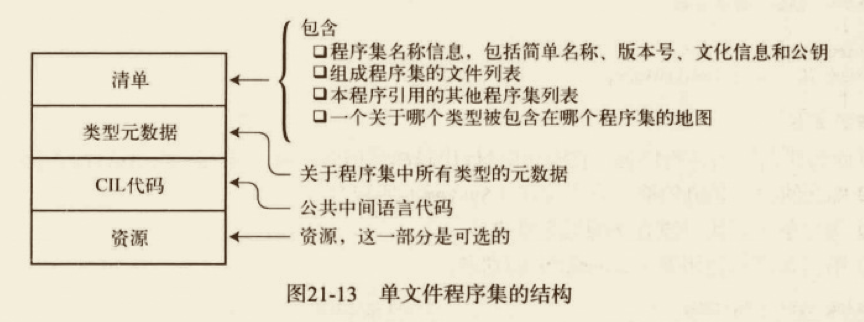 包含
□程序集名称信息，包括简单名称、版本号、文化信息和公钥
清单
□组成程序集的文件列表
□本程序引用的其他程序集列表
□一个关于哪个类型被包含在哪个程序集的地图
类型元数据
关于程序集中所有类型的元数据
CIL代码
公共中间语言代码
资源
资源，这一部分是可选的
图21-13 单文件程序集的结构